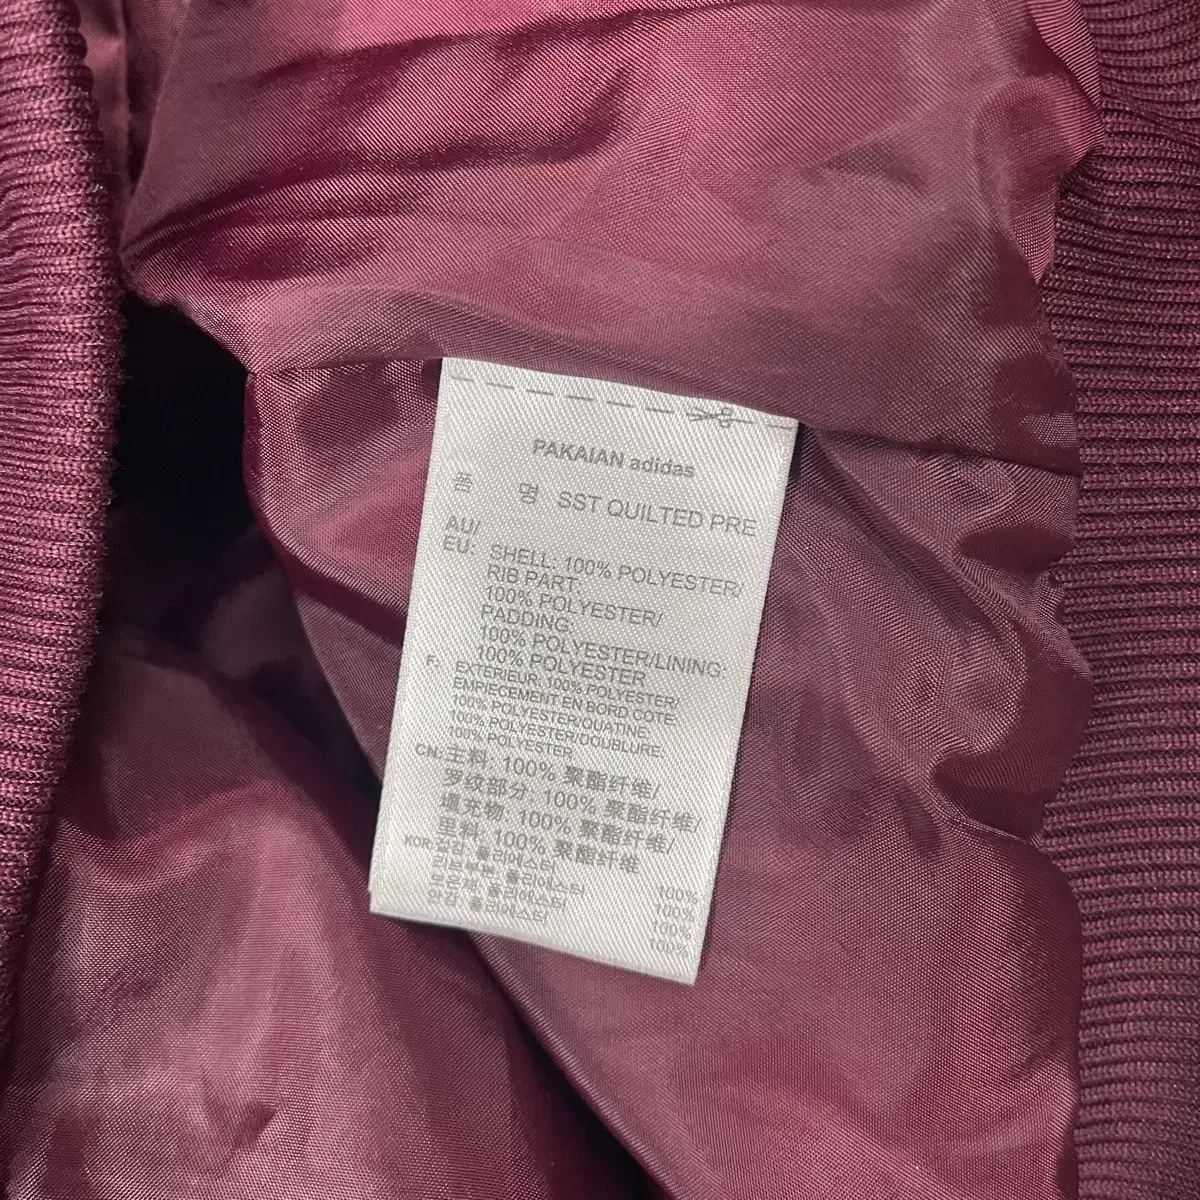 PAKAIAN adidas
품 명 SST QUILTED PRE
AU/
EU: SHELL: 100% POLYESTER/
RIB PART:
100% POLYESTER/
PADDING:
100% POLYESTER/LINING:
100% POLYESTER
F: EXTERIEUR: 100% POLYESTER/
EMPIECEMENT EN BORD COTE:
100% POLYESTER/OUATINE:
100% POLYESTER/DOUBLURE:
100% POLYESTER.
CN: 主料: 100% 聚酯纤维/
罗纹部分: 100% 聚酯纤维/
填充物: 100% 聚酯纤维/
里料: 100% 聚酯纤维
KOR: 겉감: 폴리에스터 100%
리브부분: 폴리에스터 100%
충전재: 폴리에스터 100%
안감: 폴리에스터 100%